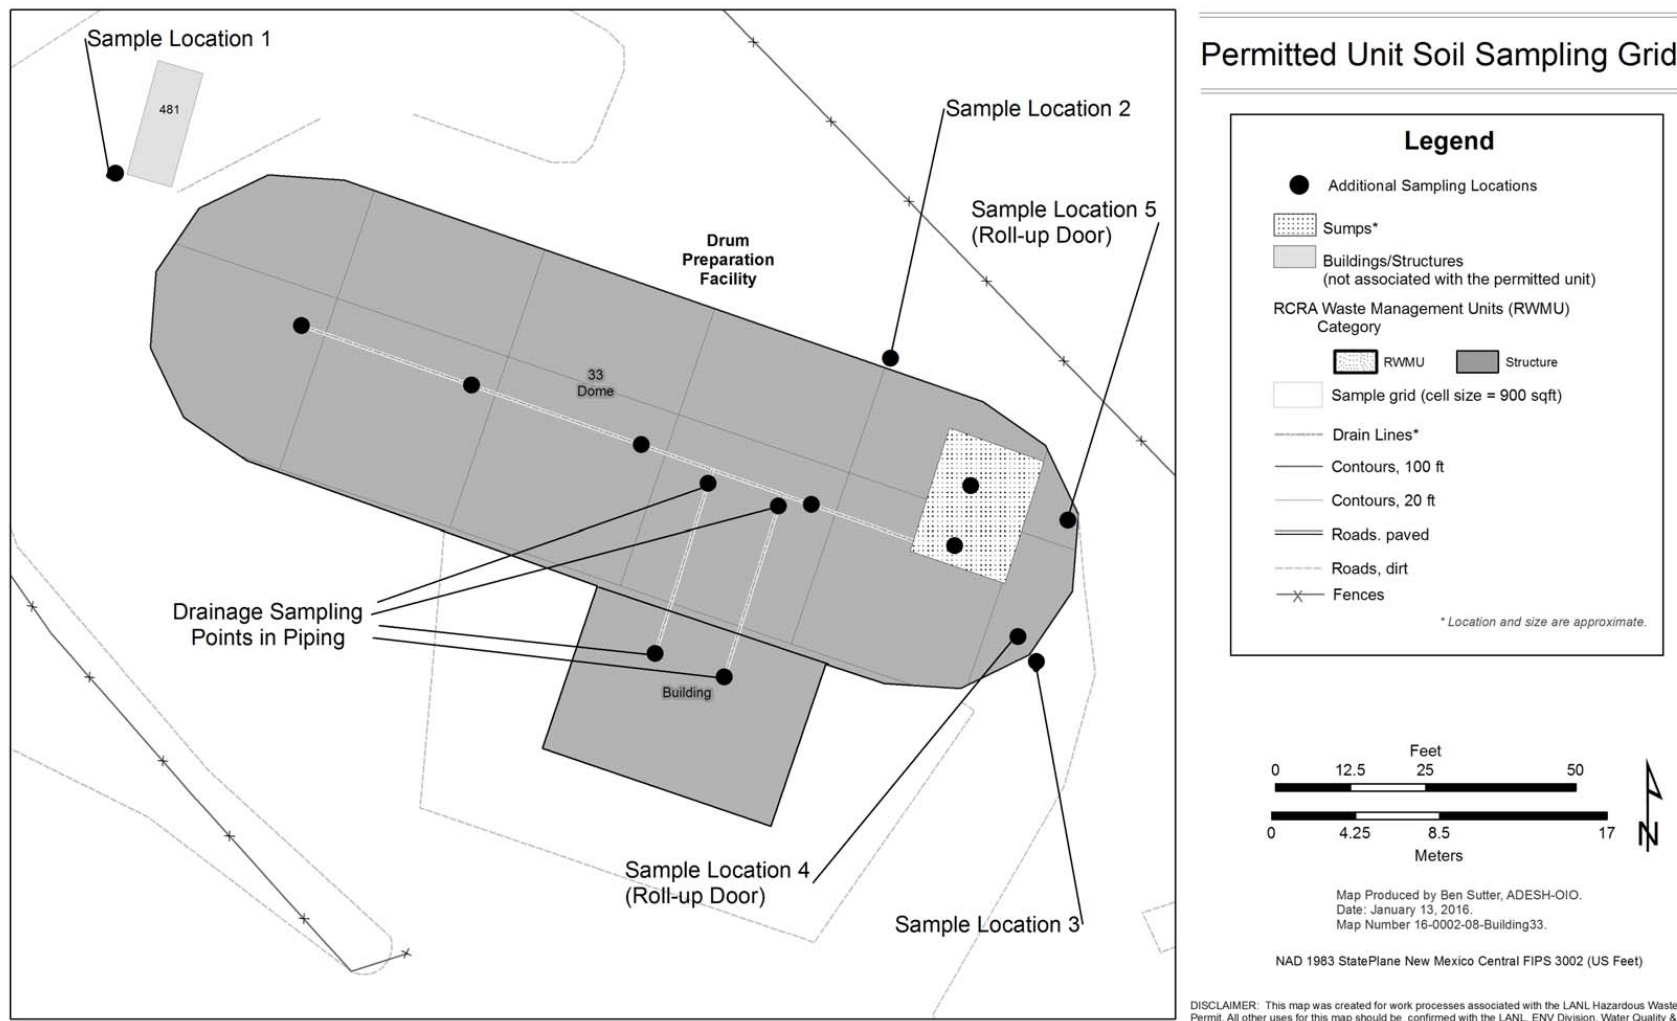 Sample Location 1
481
Sample Location 2
Sample Location 5
(Roll-up Door)
Drum
Preparation
Facility
33
Dome
Drainage Sampling
Points in Piping
Building
Sample Location 4
(Roll-up Door)
Sample Location 3
Permitted Unit Soil Sampling Grid
Legend
Additional Sampling Locations
Sumps*
Buildings/Structures
(not associated with the permitted unit)
RCRA Waste Management Units (RWMU)
Category
RWMU Structure
Sample grid (cell size = 900 sqft)
Drain Lines*
Contours, 100 ft
Contours, 20 ft
Roads. paved
Roads, dirt
Fences
* Location and size are approximate.
Feet
0 12.5 25 50
0 4.25 8.5 17
Meters
N
Map Produced by Ben Sutter, ADESH-OIO.
Date: January 13, 2016.
Map Number 16-0002-08-Building33.
NAD 1983 StatePlane New Mexico Central FIPS 3002 (US Feet)
DISCLAIMER: This map was created for work processes associated with the LANL Hazardous Waste
Permit. All other uses for this map should be confirmed with the LANL, ENV Division, Water Quality &